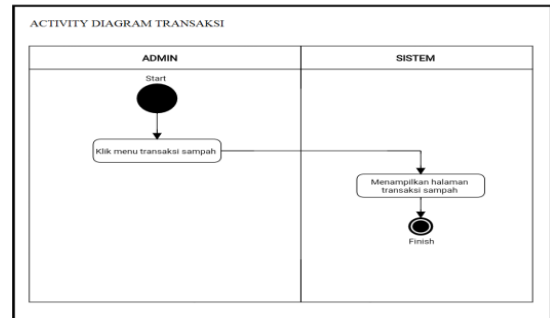 ACTIVITY DIAGRAM TRANSAKSI
ADMIN
SISTEM
Start
Klik menu transaksi sampah
Menampilkan halaman
transaksi sampah
Finish